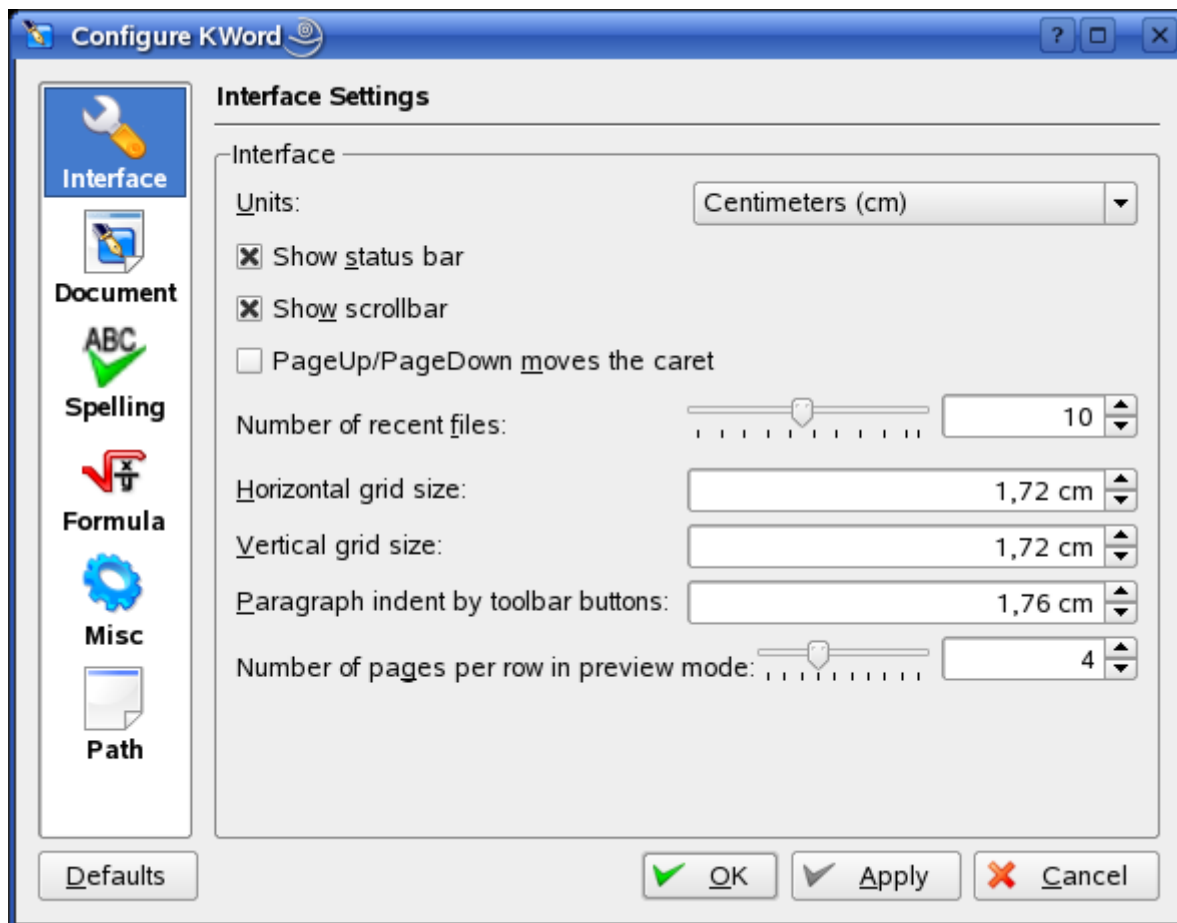 Configure KWord
Interface
Document
ABC
Spelling
x
y
Formula
Misc
Path
Interface Settings
Interface
Units: Centimeters (cm)
Show status bar
Show scrollbar
PageUp/PageDown moves the caret
Number of recent files: 10
Horizontal grid size: 1,72 cm
Vertical grid size: 1,72 cm
Paragraph indent by toolbar buttons: 1,76 cm
Number of pages per row in preview mode: 4
Defaults OK Apply Cancel